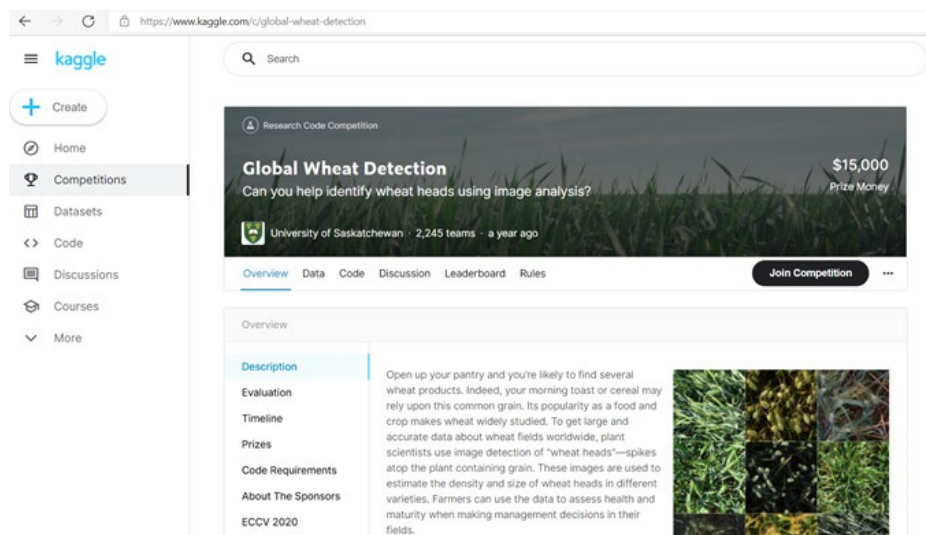 https://www.kaggle.com/c/global-wheat-detection
kaggle
Search
Create
Home
Competitions
Datasets
Code
Discussions
Courses
More
Research Code Competition
Global Wheat Detection
Can you help identify wheat heads using image analysis?
$15,000
Prize Money
University of Saskatchewan · 2,245 teams · a year ago
Overview Data Code Discussion Leaderboard Rules
Join Competition
Overview
Description
Evaluation
Timeline
Prizes
Code Requirements
About The Sponsors
ECCV 2020
Open up your pantry and you're likely to find several
wheat products. Indeed, your morning toast or cereal may
rely upon this common grain. Its popularity as a food and
crop makes wheat widely studied. To get large and
accurate data about wheat fields worldwide, plant
scientists use image detection of "wheat heads"—spikes
atop the plant containing grain. These images are used to
estimate the density and size of wheat heads in different
varieties. Farmers can use the data to assess health and
maturity when making management decisions in their
fields.